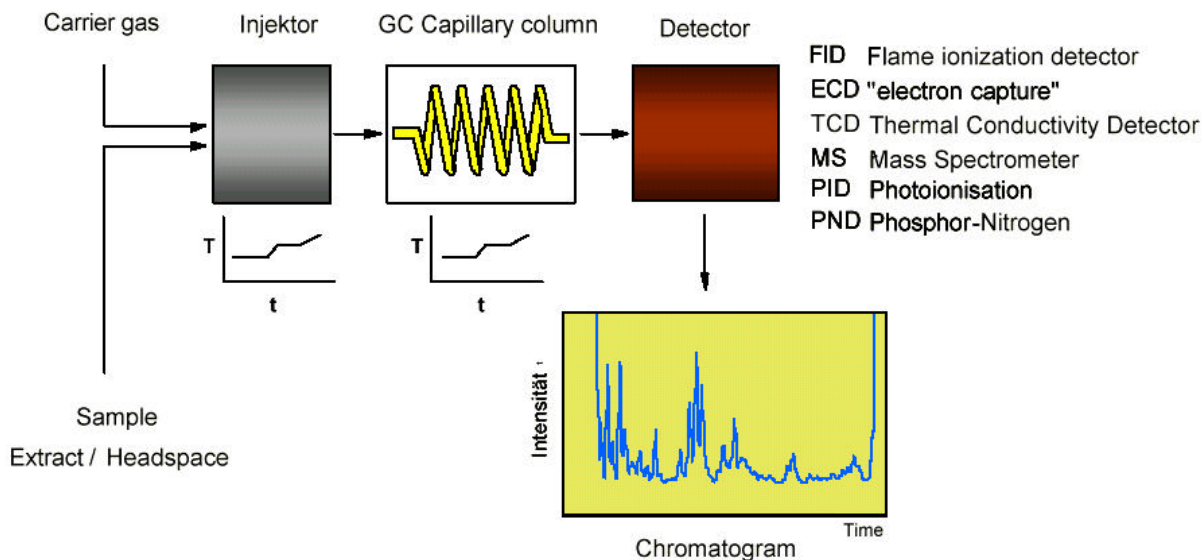 Carrier gas
Injektor
GC Capillary column
Detector
FID Flame ionization detector
ECD "electron capture"
TCD Thermal Conductivity Detector
MS Mass Spectrometer
PID Photoionisation
PND Phosphor-Nitrogen
T
t
T
t
Sample
Extract / Headspace
Intensität
Time
Chromatogram